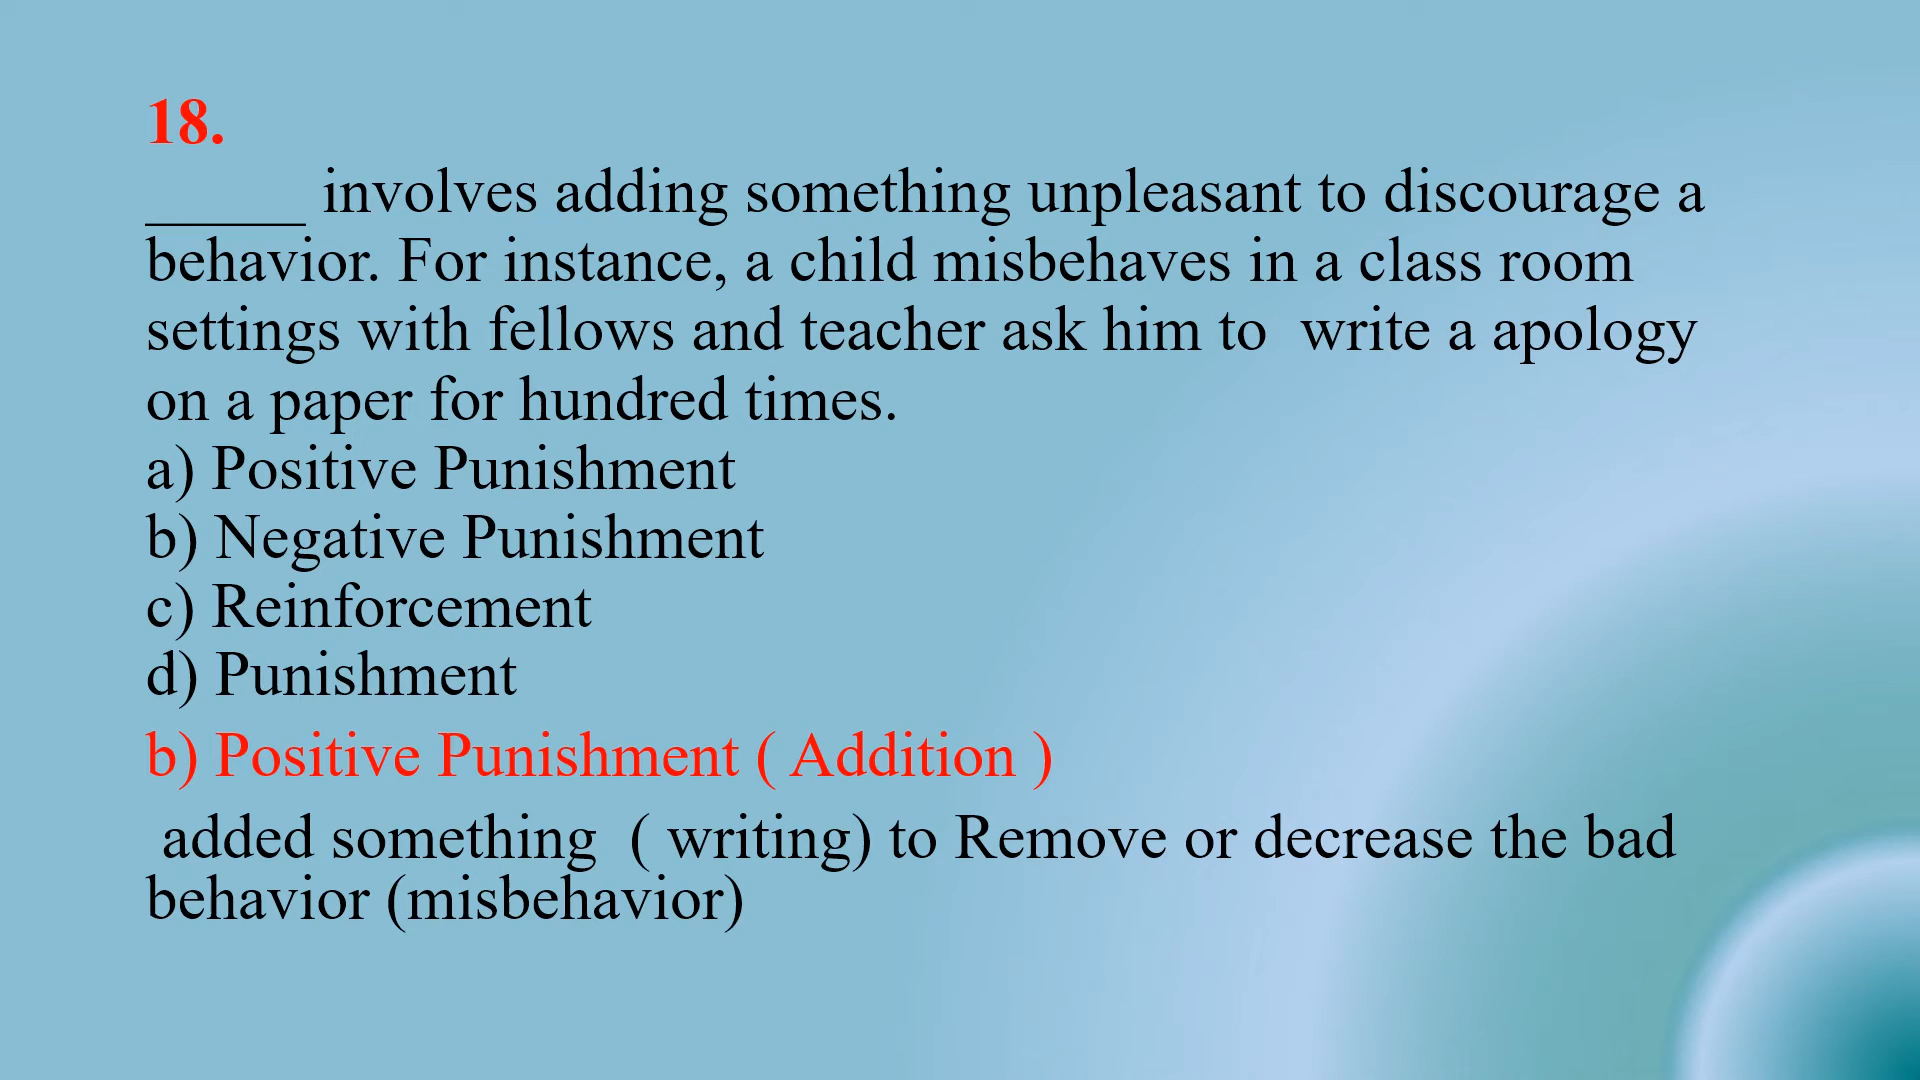 18.
_____ involves adding something unpleasant to discourage a
behavior. For instance, a child misbehaves in a class room
settings with fellows and teacher ask him to  write a apology
on a paper for hundred times.
a) Positive Punishment
b) Negative Punishment
c) Reinforcement
d) Punishment
b) Positive Punishment ( Addition )
added something  ( writing) to Remove or decrease the bad
behavior (misbehavior)